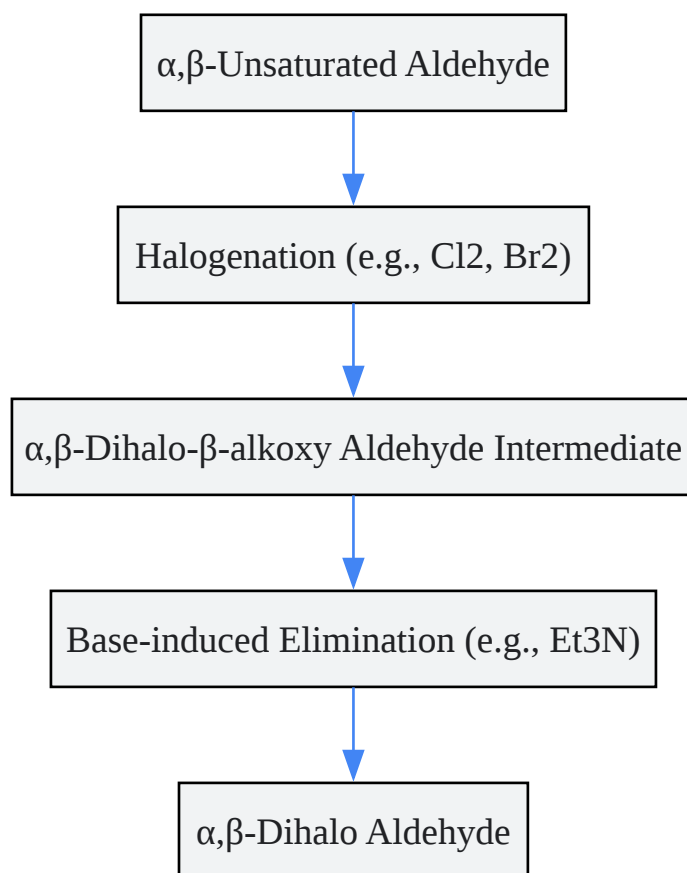 α,β-Unsaturated Aldehyde
Halogenation (e.g., Cl2, Br2)
α,β-Dihalo-β-alkoxy Aldehyde Intermediate
Base-induced Elimination (e.g., Et3N)
α,β-Dihalo Aldehyde